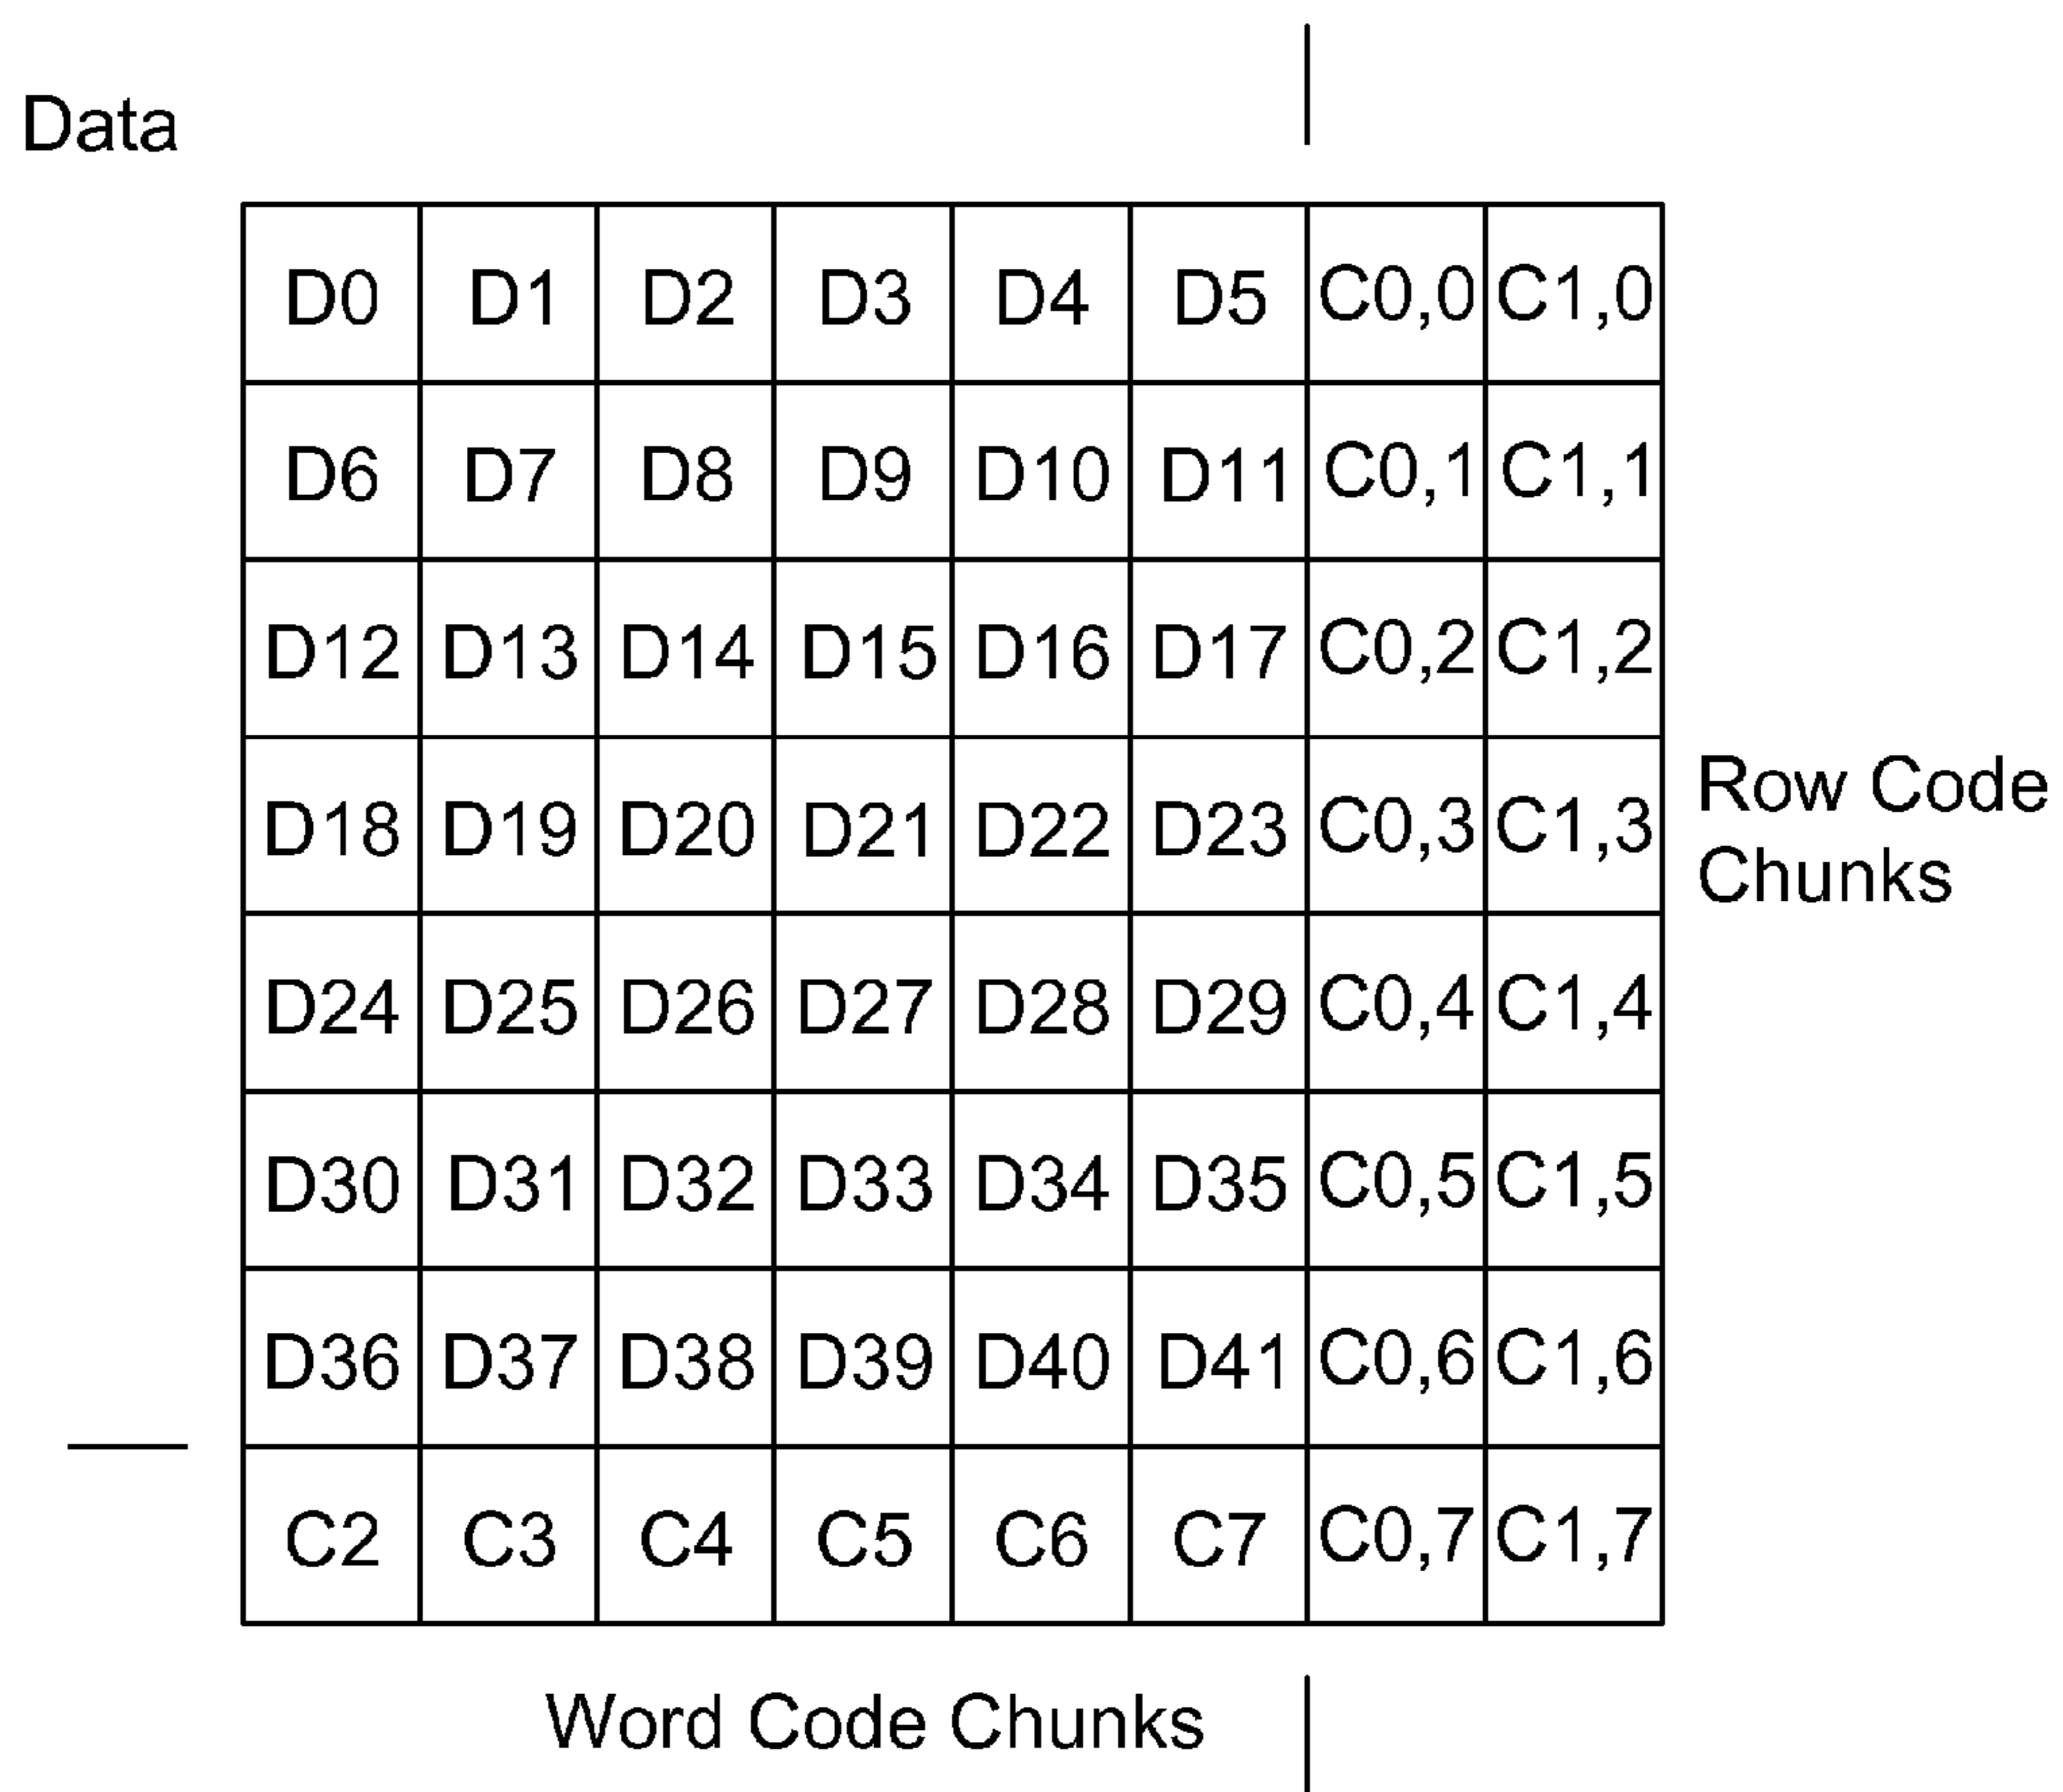 Data
D0 D1 D2 D3 D4 D5 C0,0 C1,0
D6 D7 D8 D9 D10 D11 C0,1 C1,1
D12 D13 D14 D15 D16 D17 C0,2 C1,2
D18 D19 D20 D21 D22 D23 C0,3 C1,3
Row Code
Chunks
D24 D25 D26 D27 D28 D29 C0,4 C1,4
D30 D31 D32 D33 D34 D35 C0,5 C1,5
D36 D37 D38 D39 D40 D41 C0,6 C1,6
C2 C3 C4 C5 C6 C7 C0,7 C1,7
Word Code Chunks